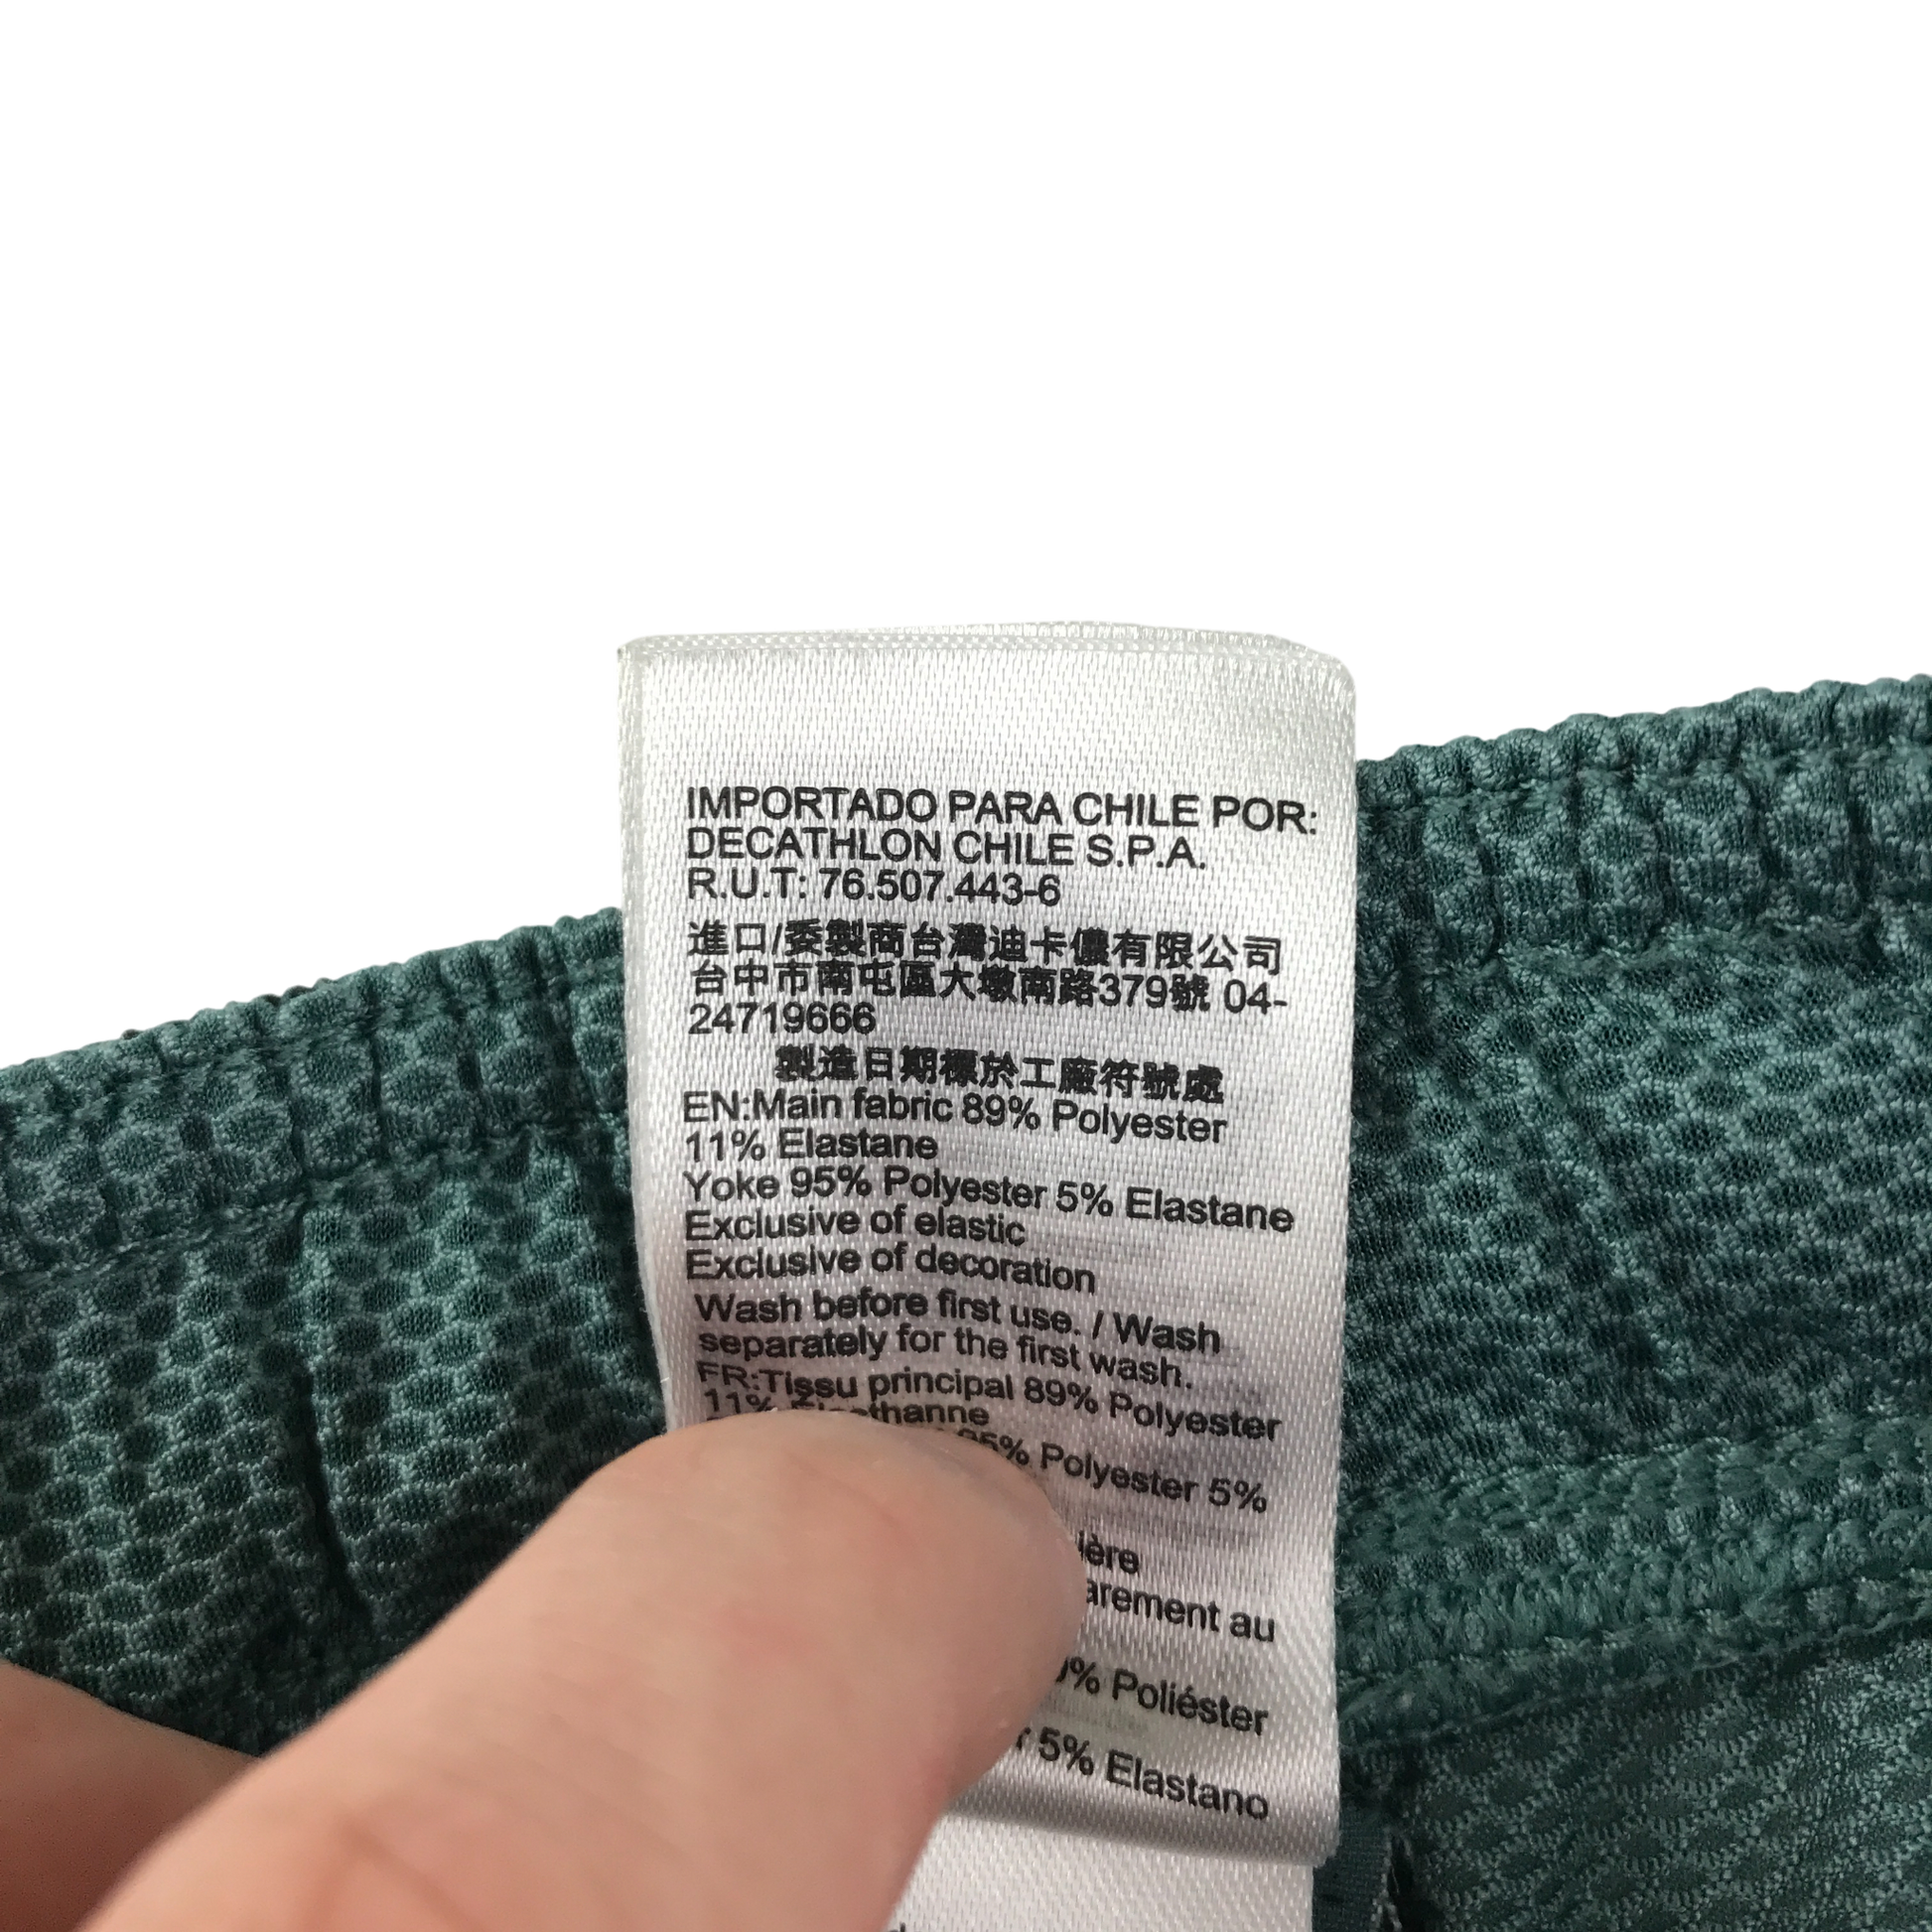 IMPORTADO PARA CHILE POR:
DECATHLON CHILE S.P.A.
R.U.T: 76.507.443-6
進口/委製商台灣迪卡儂有限公司
台中市南屯區大墩南路379號 04-
24719666
製造日期標於工廠符號處
EN:Main fabric 89% Polyester
11% Elastane
Yoke 95% Polyester 5% Elastane
Exclusive of elastic
Exclusive of decoration
Wash before first use. / Wash
separately for the first wash.
FR:Tissu principal 89% Polyester
11%
95% Polyester 5%
au
Poliéster
5% Elastano